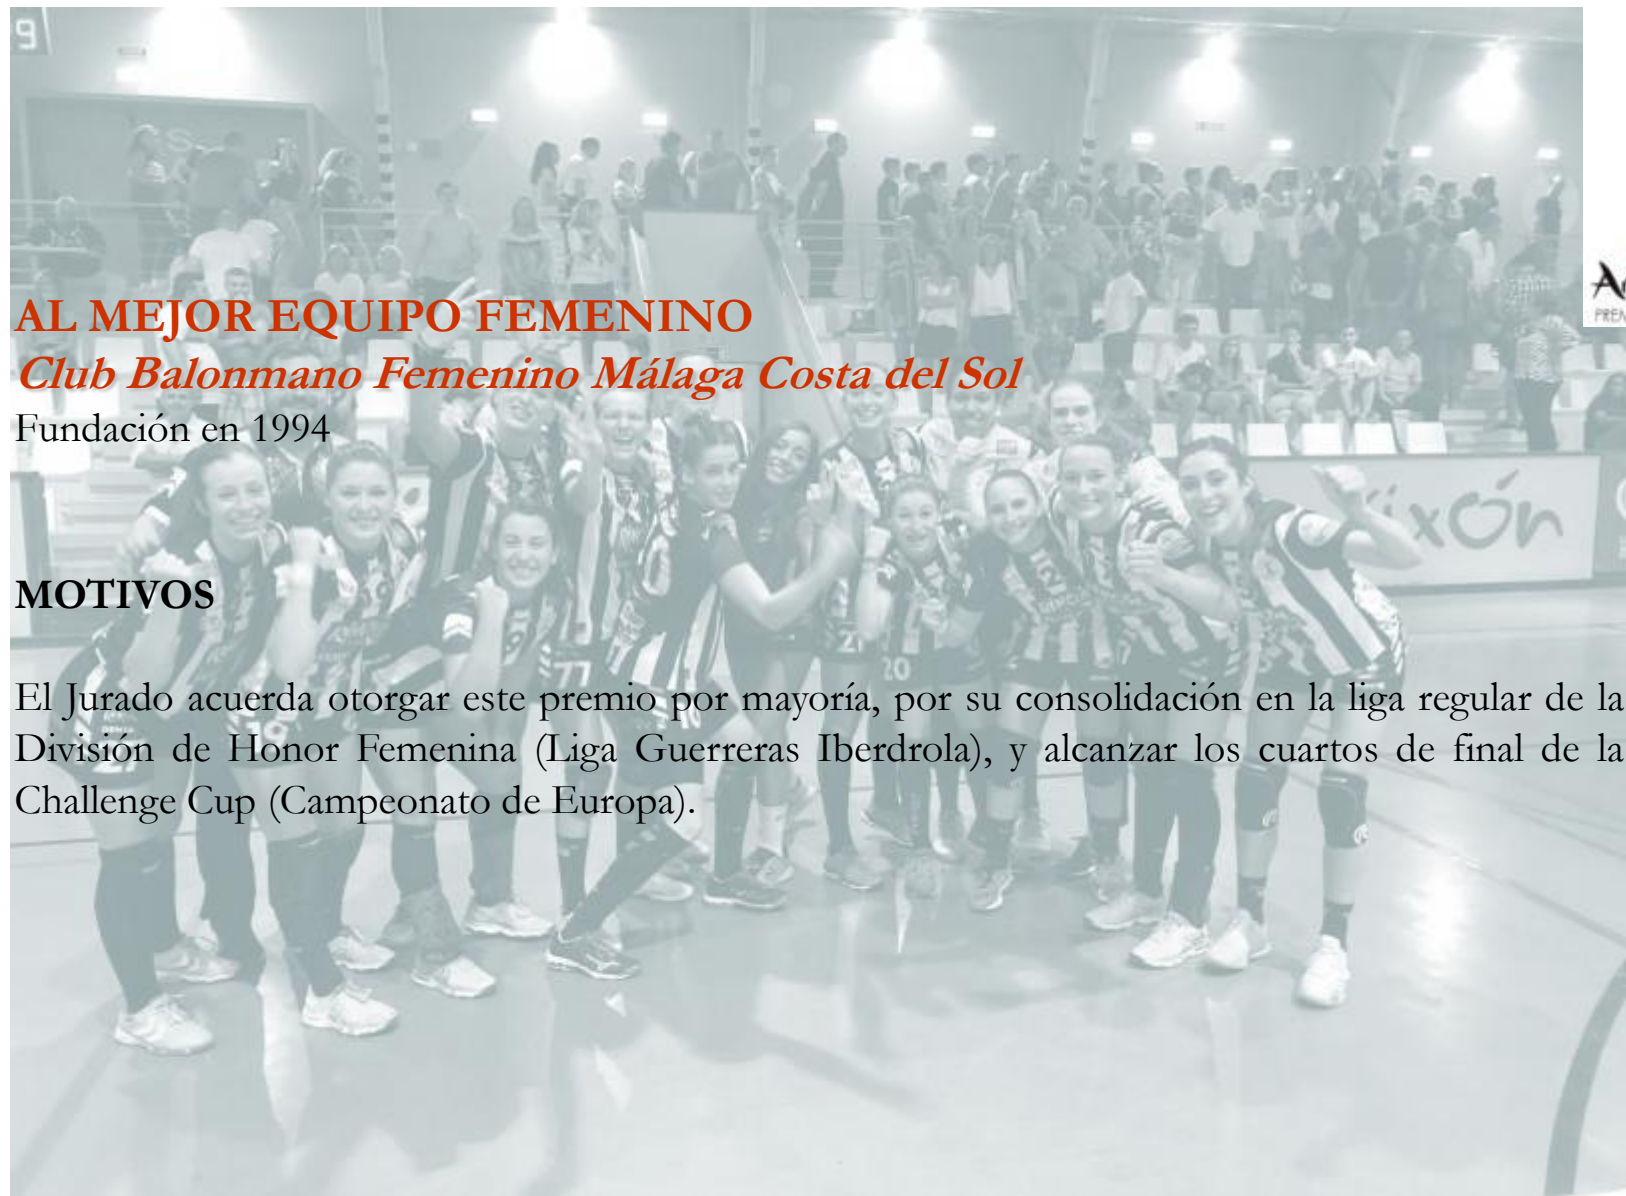 9
AL MEJOR EQUIPO FEMENINO
Club Balonmano Femenino Málaga Costa del Sol
Fundación en 1994
MOTIVOS
20
El Jurado acuerda otorgar este premio por mayoría, por su consolidación en la liga regular de la
División de Honor Femenina (Liga Guerreras Iberdrola), y alcanzar los cuartos de final de la
Challenge Cup (Campeonato de Europa).